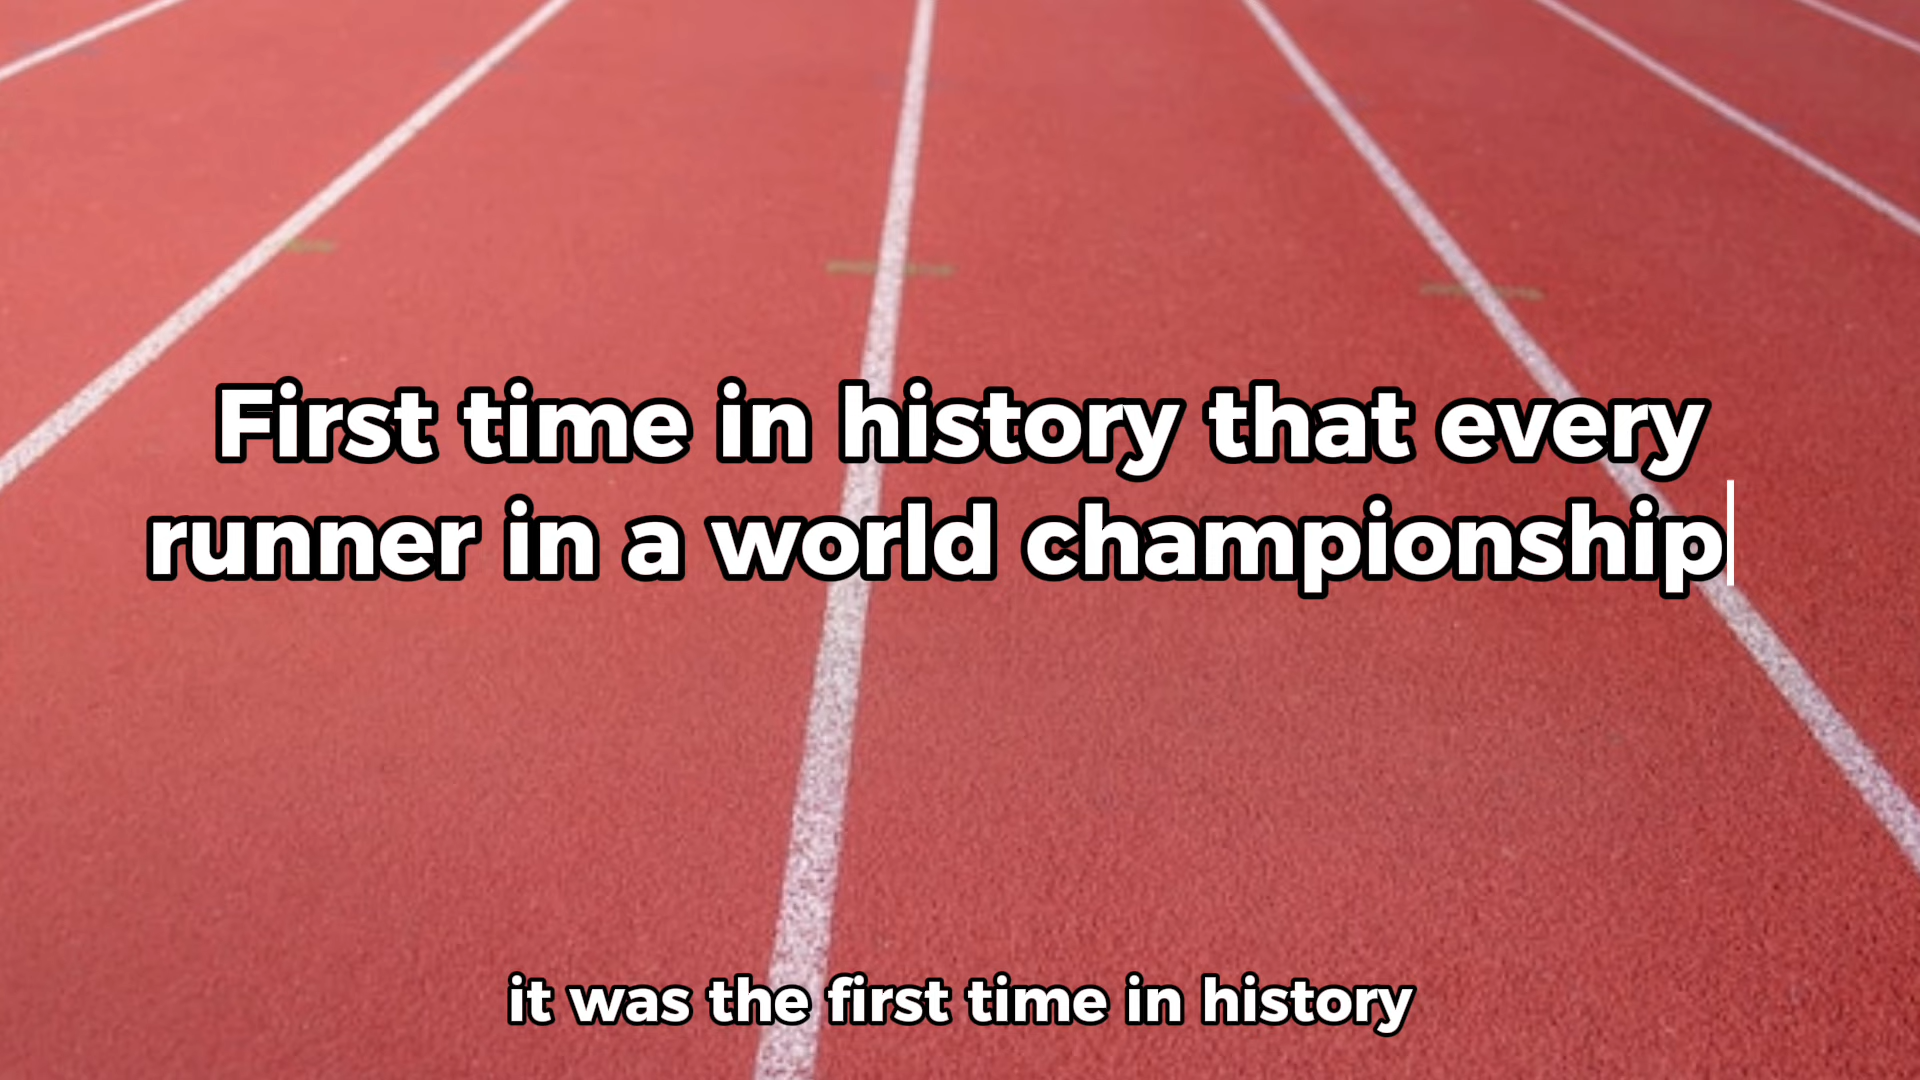 First time in history that every
runner in a world championship
it was the first time in history